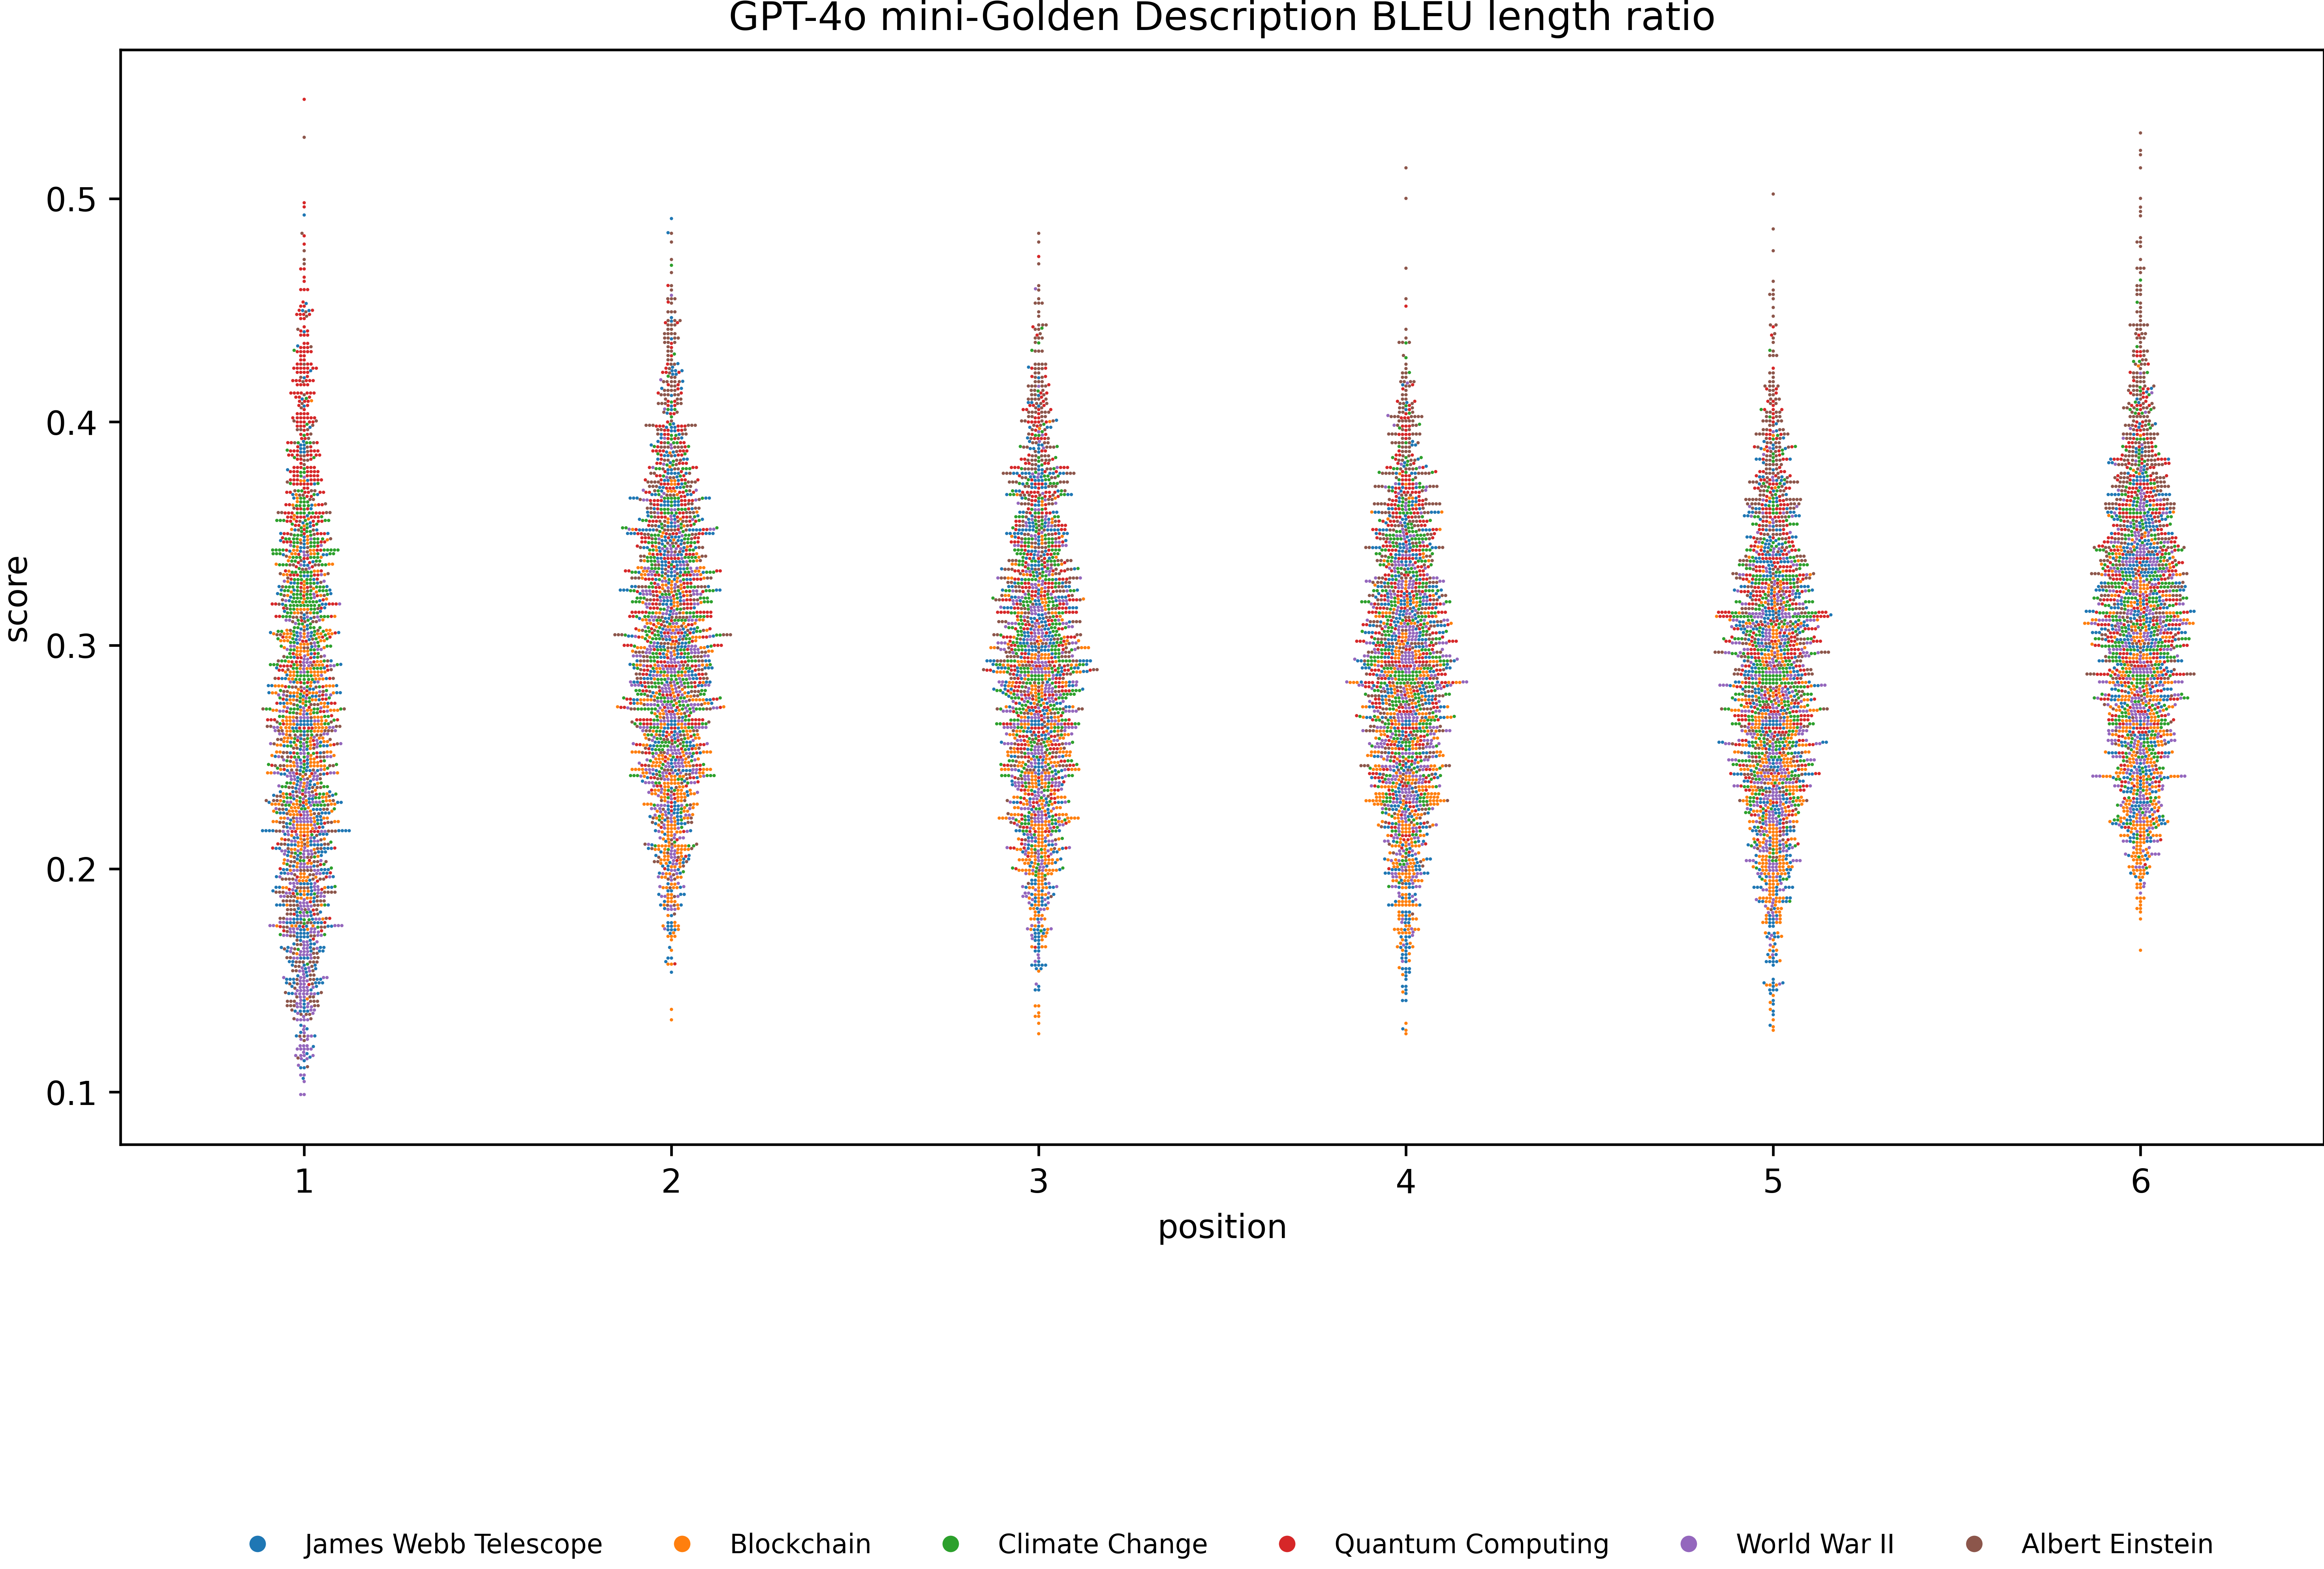 GPT-4o mini-Golden Description BLEU length ratio
score
0.5
0.4
0.3
0.2
0.1
1 2 3 4 5 6
position
James Webb Telescope Blockchain Climate Change Quantum Computing World War II Albert Einstein